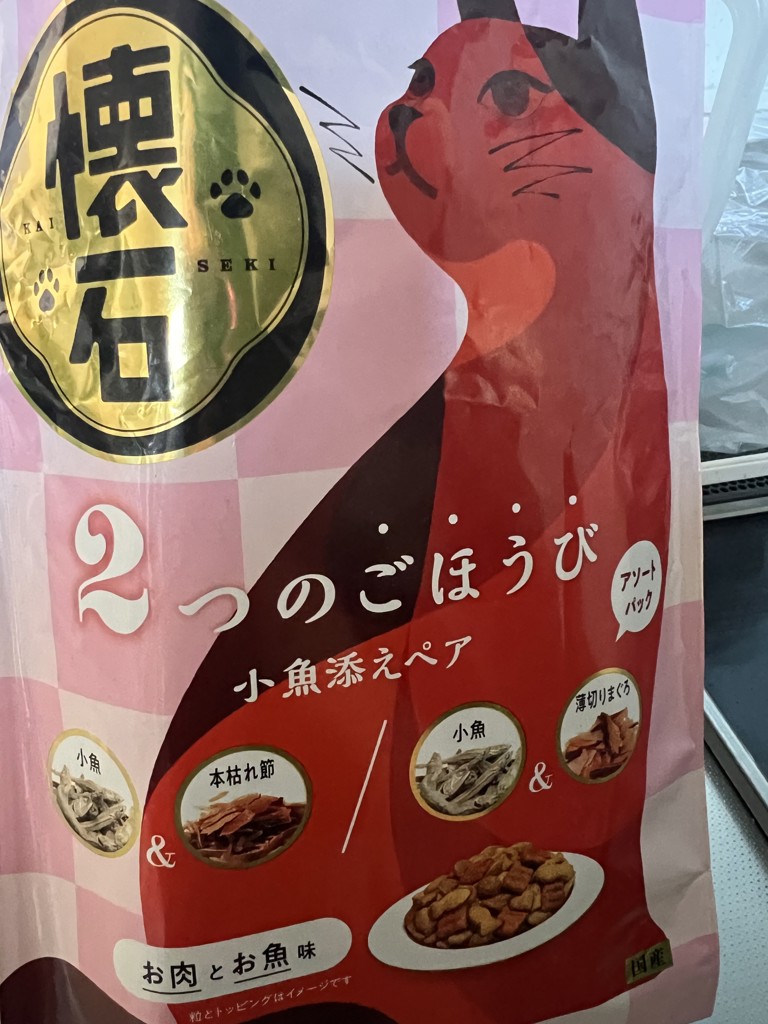 懐石
KAI
SEKI
2つのごほうび
アソート
パック
小魚添えペア
小魚
&
本枯れ節
小魚
&
薄切りまぐろ
お肉とお魚味
粒とトッピングはイメージです
国産